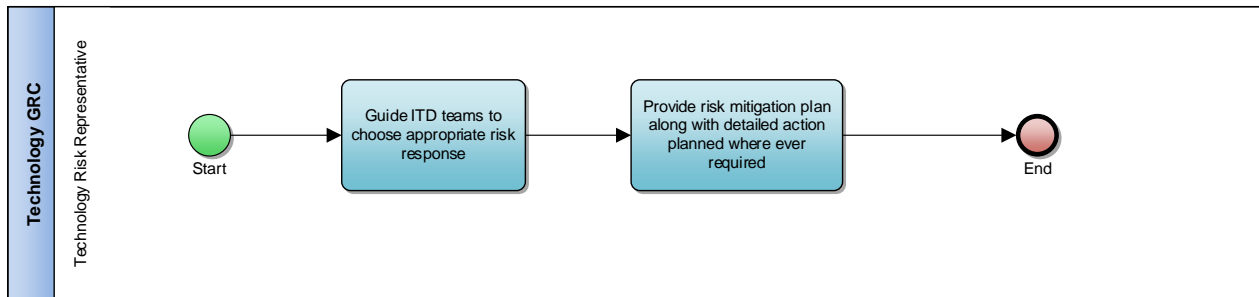 Technology GRC
Technology Risk Representative
Start
Guide ITD teams to
choose appropriate risk
response
Provide risk mitigation plan
along with detailed action
planned where ever
required
End